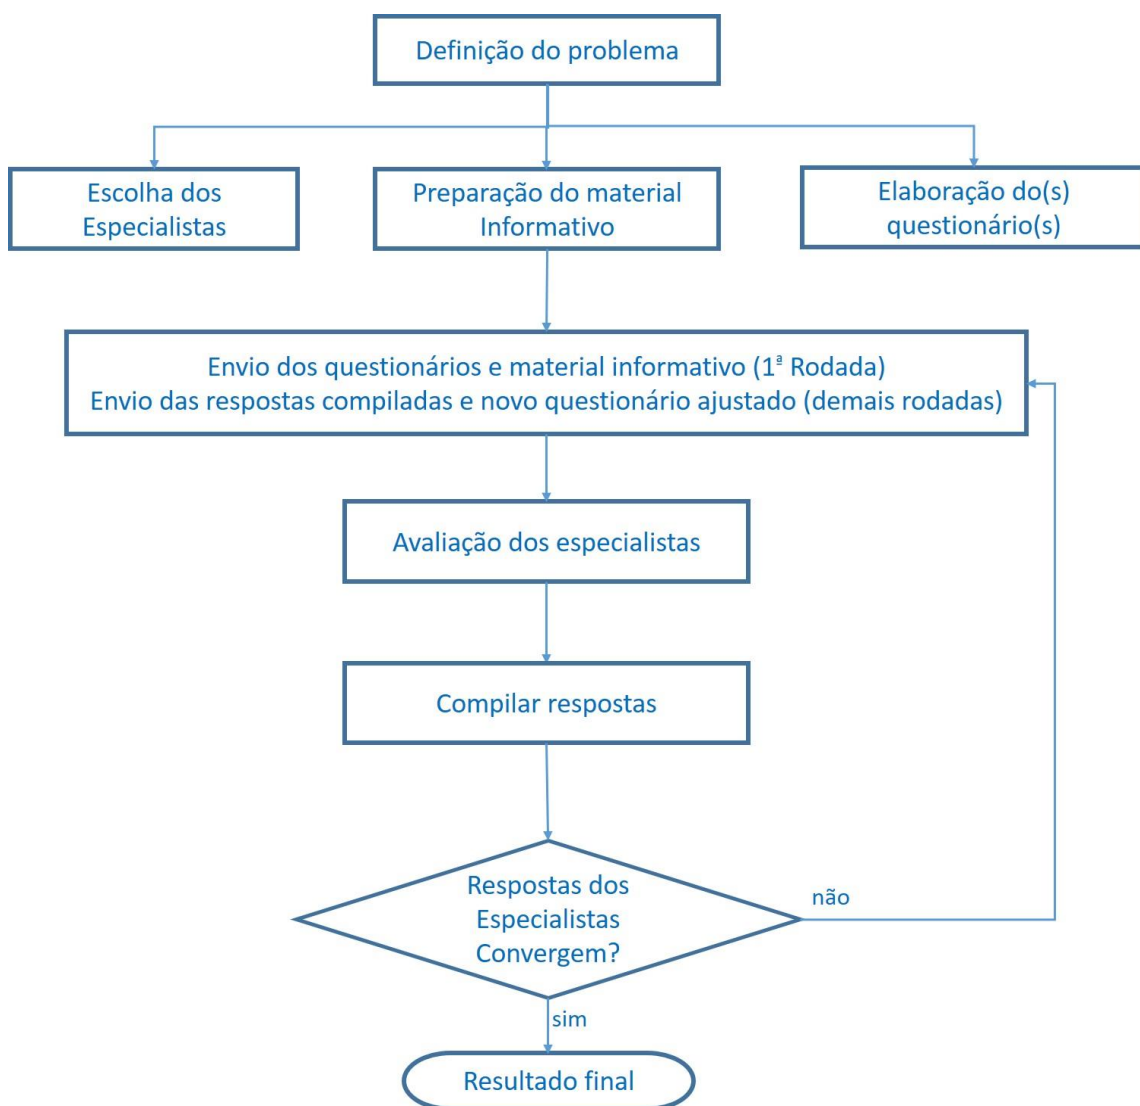 Definição do problema
Escolha dos
Especialistas
Preparação do material
Informativo
Elaboração do(s)
questionário(s)
Envio dos questionários e material informativo (1ª Rodada)
Envio das respostas compiladas e novo questionário ajustado (demais rodadas)
Avaliação dos especialistas
Compilar respostas
Respostas dos
Especialistas
Convergem?
não
sim
Resultado final